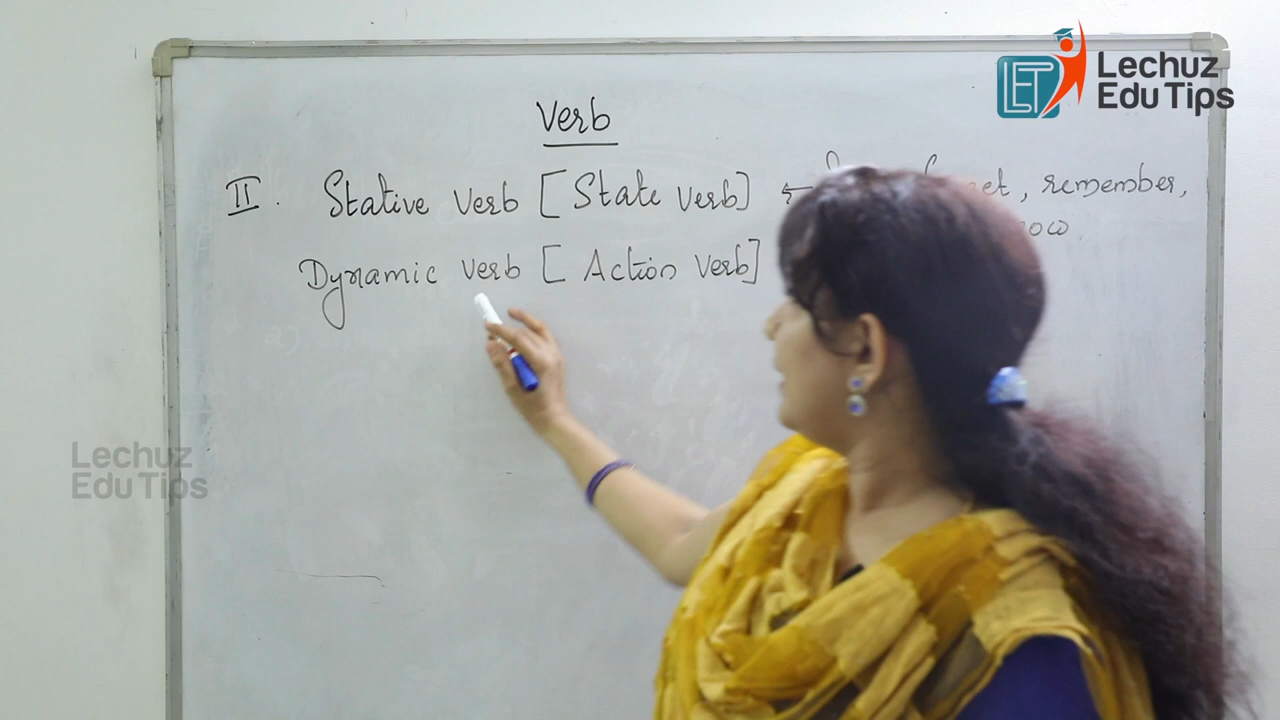 Lechuz
Edu Tips
Verb
II. Stative Verb [State Verb] ← remember,
Dynamic Verb [Action Verb]
Lechuz
Edu Tips